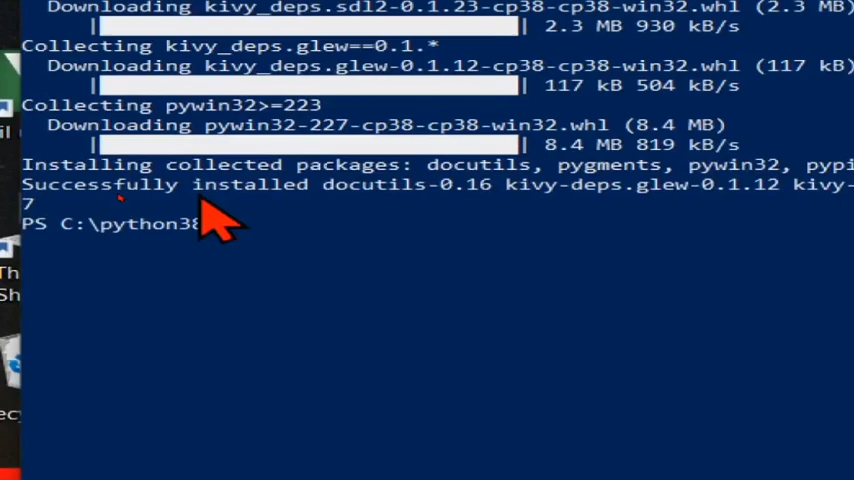 Downloading kivy_deps.sdl2-0.1.23-cp38-cp38-win32.whl (2.3 MB)
| | 2.3 MB 930 kB/s
Collecting kivy_deps.glew==0.1.*
Downloading kivy_deps.glew-0.1.12-cp38-cp38-win32.whl (117 kB)
| | 117 kB 504 kB/s
Collecting pywin32>=223
Downloading pywin32-227-cp38-cp38-win32.whl (8.4 MB)
| | 8.4 MB 819 kB/s
Installing collected packages: docutils, pygments, pywin32, pypi
Successfully installed docutils-0.16 kivy-deps.glew-0.1.12 kivy-
7
PS C:\python38
Th
Sh
ecy